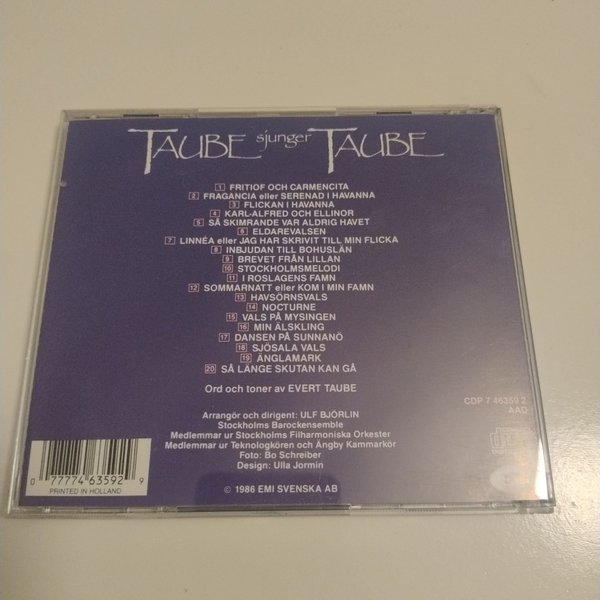 TAUBE sjunger TAUBE
1 FRITIOF OCH CARMENCITA
2 FRAGANCIA eller SERENAD I HAVANNA
3 FLICKAN I HAVANNA
4 KARL-ALFRED OCH ELLINOR
5 SÅ SKIMRANDE VAR ALDRIG HAVET
6 ELDAREVALSEN
7 LINNÉA eller JAG HAR SKRIVIT TILL MIN FLICKA
8 INBJUDAN TILL BOHUSLÄN
9 BREVET FRÅN LILLAN
10 STOCKHOLMSMELODI
11 I ROSLAGENS FAMN
12 SOMMARNATT eller KOM I MIN FAMN
13 HAVSÖRNSVALS
14 NOCTURNE
15 VALS PÅ MYSINGEN
16 MIN ÄLSKLING
17 DANSEN PÅ SUNNANÖ
18 SJÖSALA VALS
19 ÄNGLAMARK
20 SÅ LÄNGE SKUTAN KAN GÅ
Ord och toner av EVERT TAUBE
CDP 7 46359 2
AAD
Arrangör och dirigent: ULF BJÖRLIN
Stockholms Barockensemble
Medlemmar ur Stockholms Filharmoniska Orkester
Medlemmar ur Teknologkören och Ängby Kammarkör
Foto: Bo Schreiber
Design: Ulla Jormin
© 1986 EMI SVENSKA AB
0 77774 63592 9
PRINTED IN HOLLAND